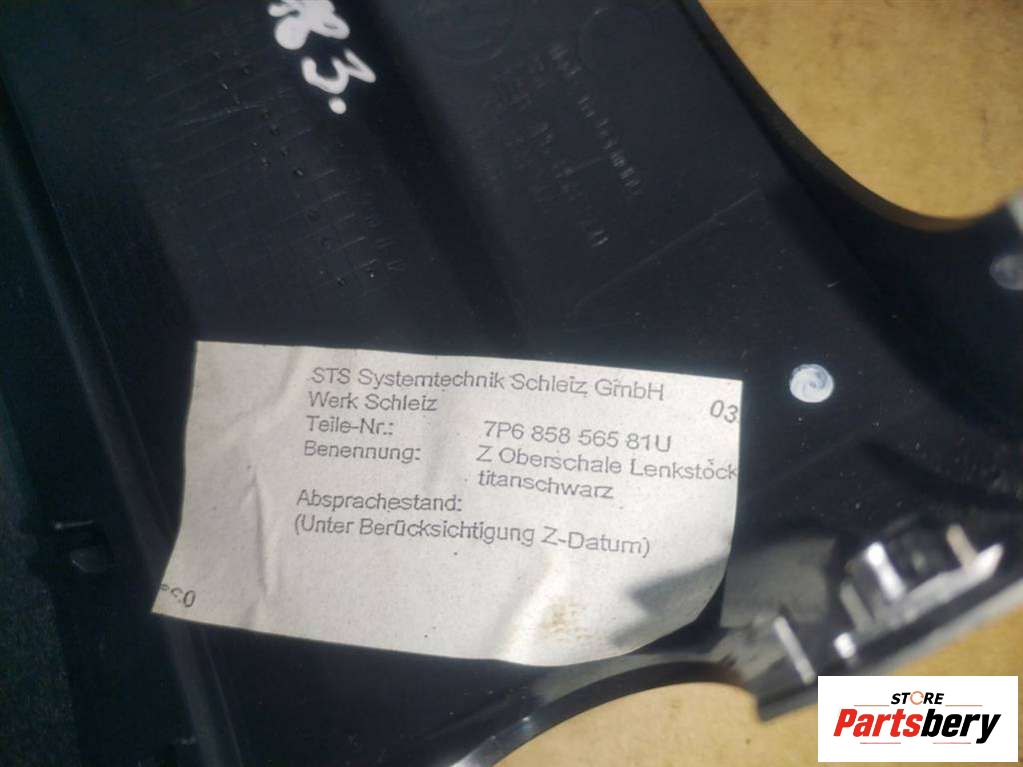 3.
STS Systemtechnik Schleiz GmbH
03
Werk Schleiz
Teile-Nr.: 7P6 858 565 81U
Benennung: Z Oberschale Lenkstock
titanschwarz
Absprachestand:
(Unter Berücksichtigung Z-Datum)
STORE
Partsbery